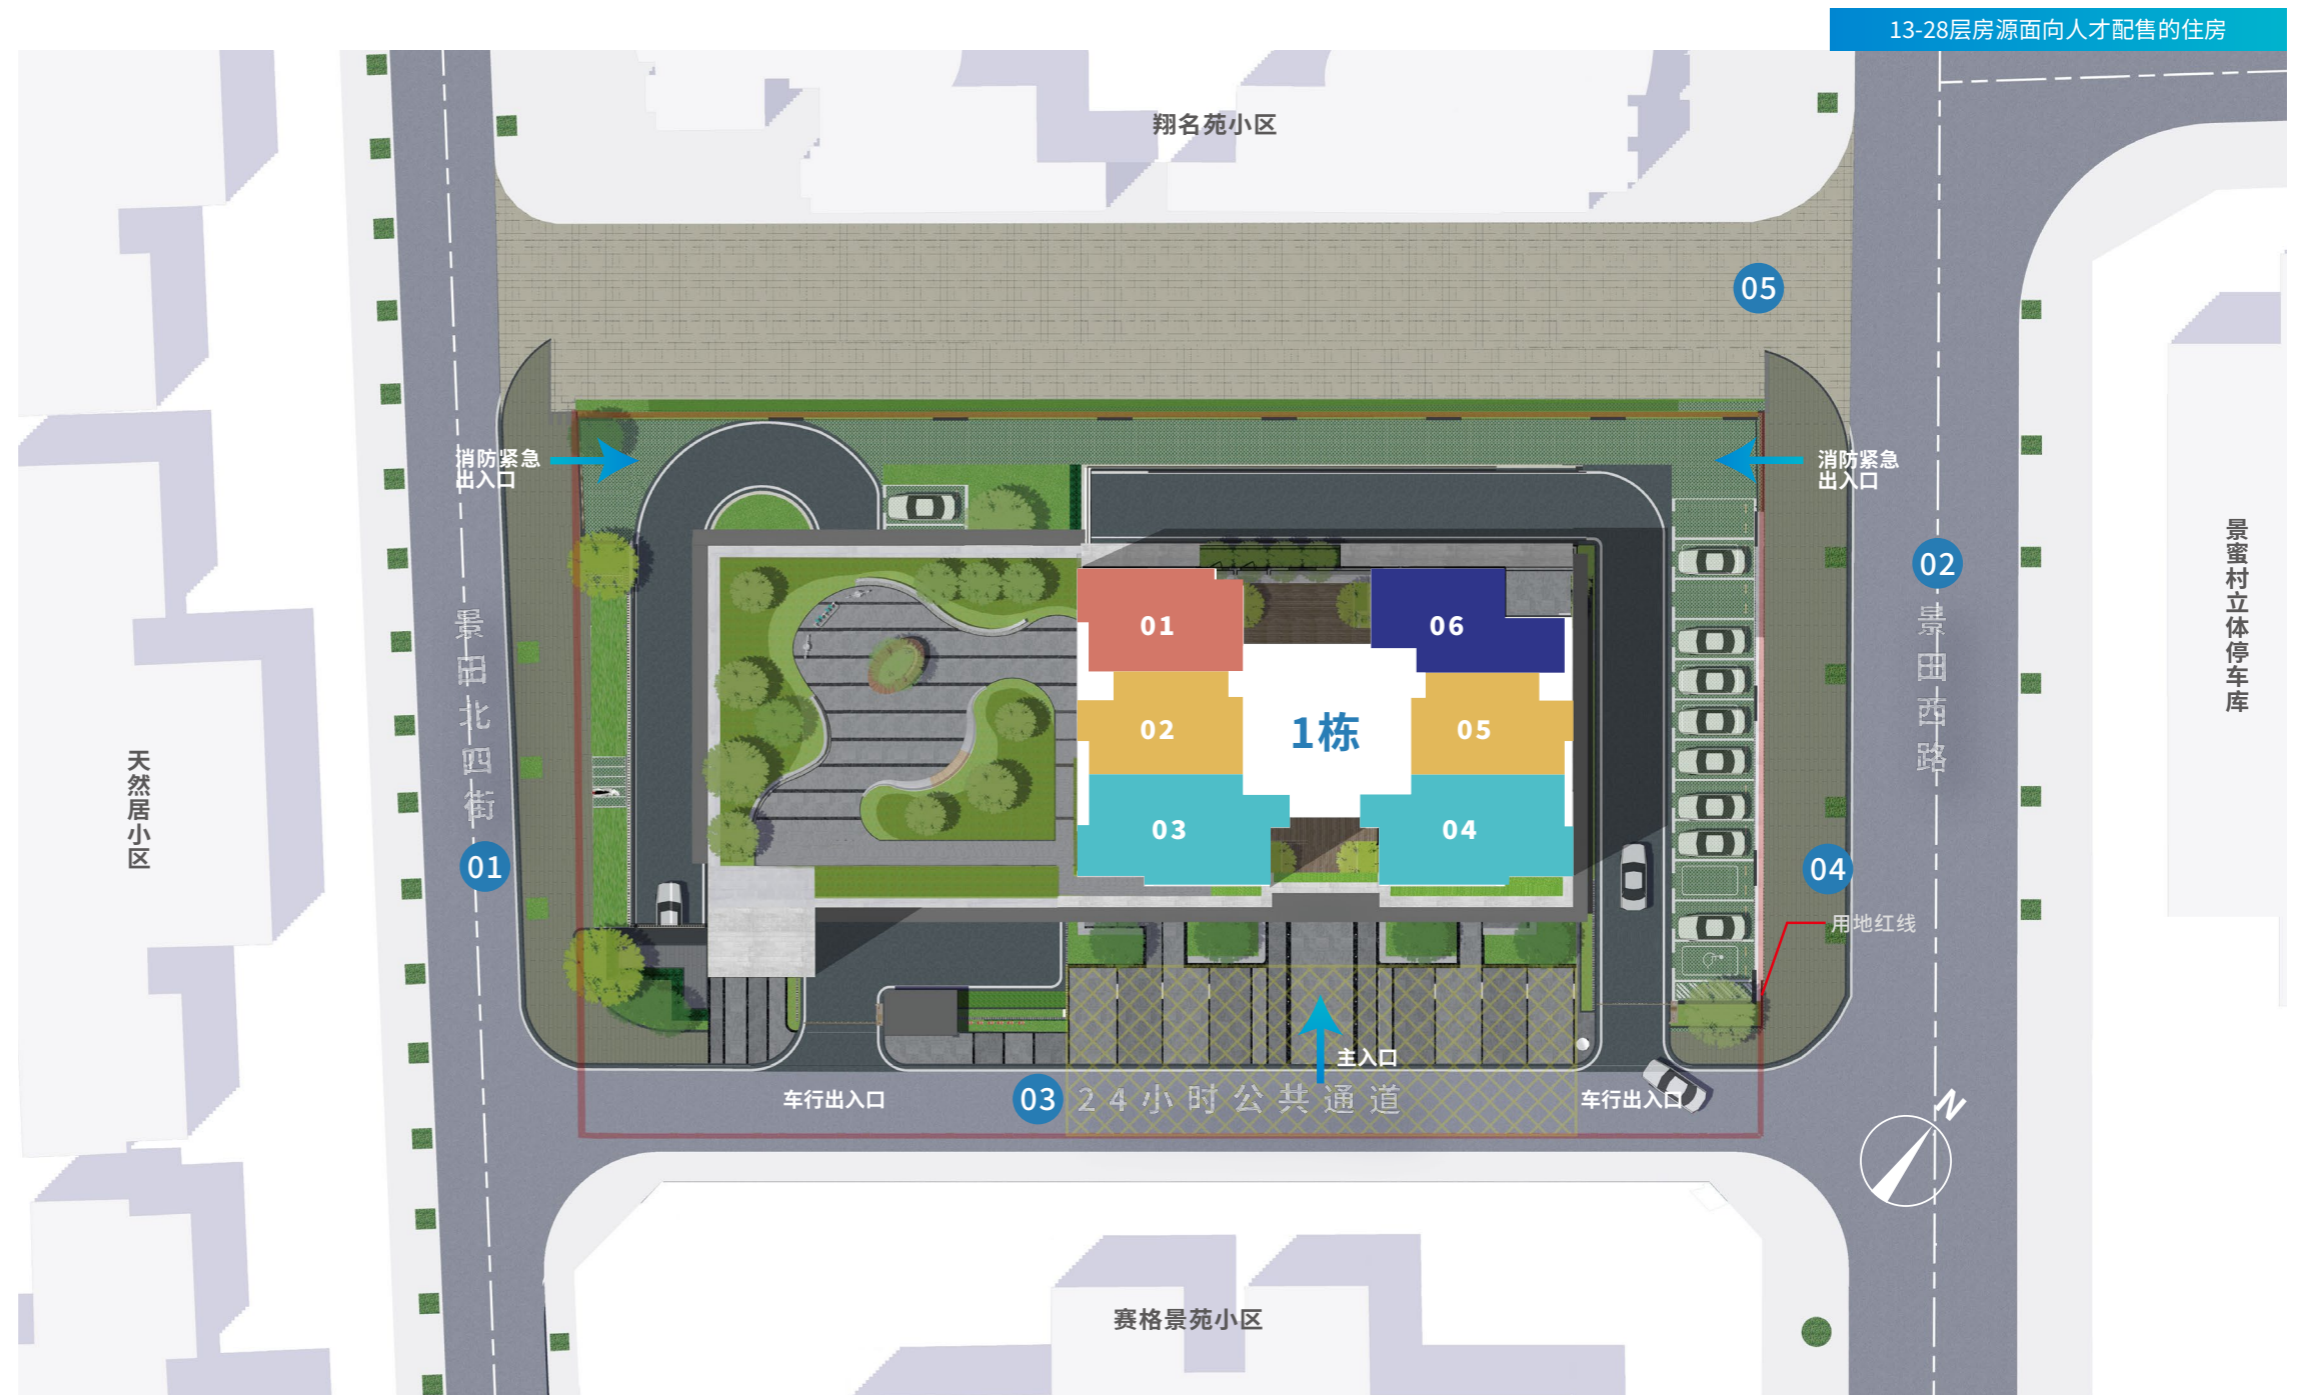 13-28层房源面向人才配售的住房
翔名苑小区
05
消防紧急
出入口
消防紧急
出入口
景田北四街
01
天然居小区
01
06
02
1栋
05
03
04
02
景田西路
景蜜村立体停车库
04
用地红线
主入口
车行出入口
03
24小时公共通道
车行出入口
N
赛格景苑小区